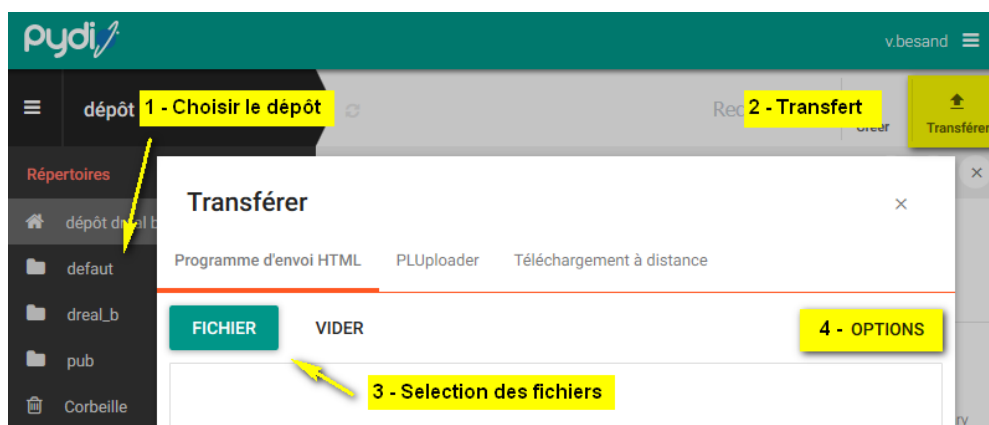 pydi
v.besand
dépôt 1 - Choisir le dépôt
2 - Transfert
Créer
Transférer
Répertoires
Transférer
dépôt dreal b
Programme d'envoi HTML PLUploader Téléchargement à distance
defaut
dreal_b
FICHIER VIDER 4 - OPTIONS
pub
3 - Selection des fichiers
Corbeille